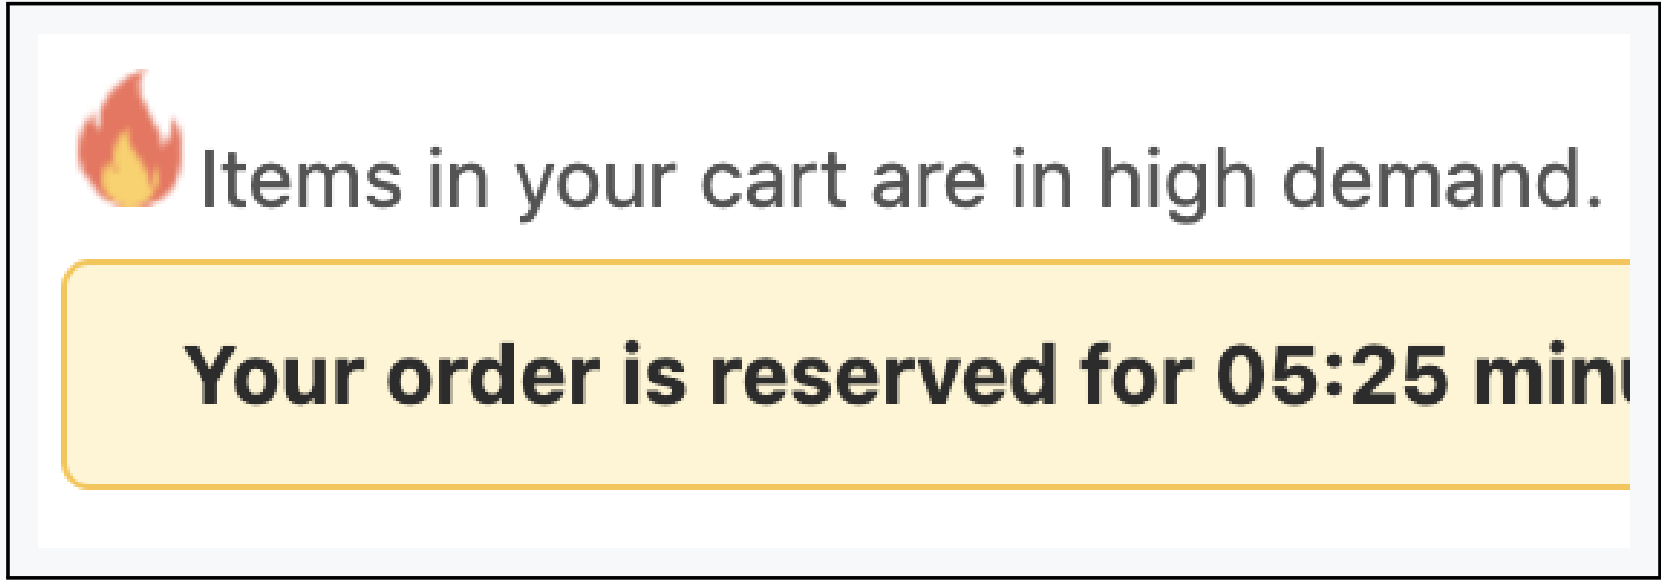 Items in your cart are in high demand.
Your order is reserved for 05:25